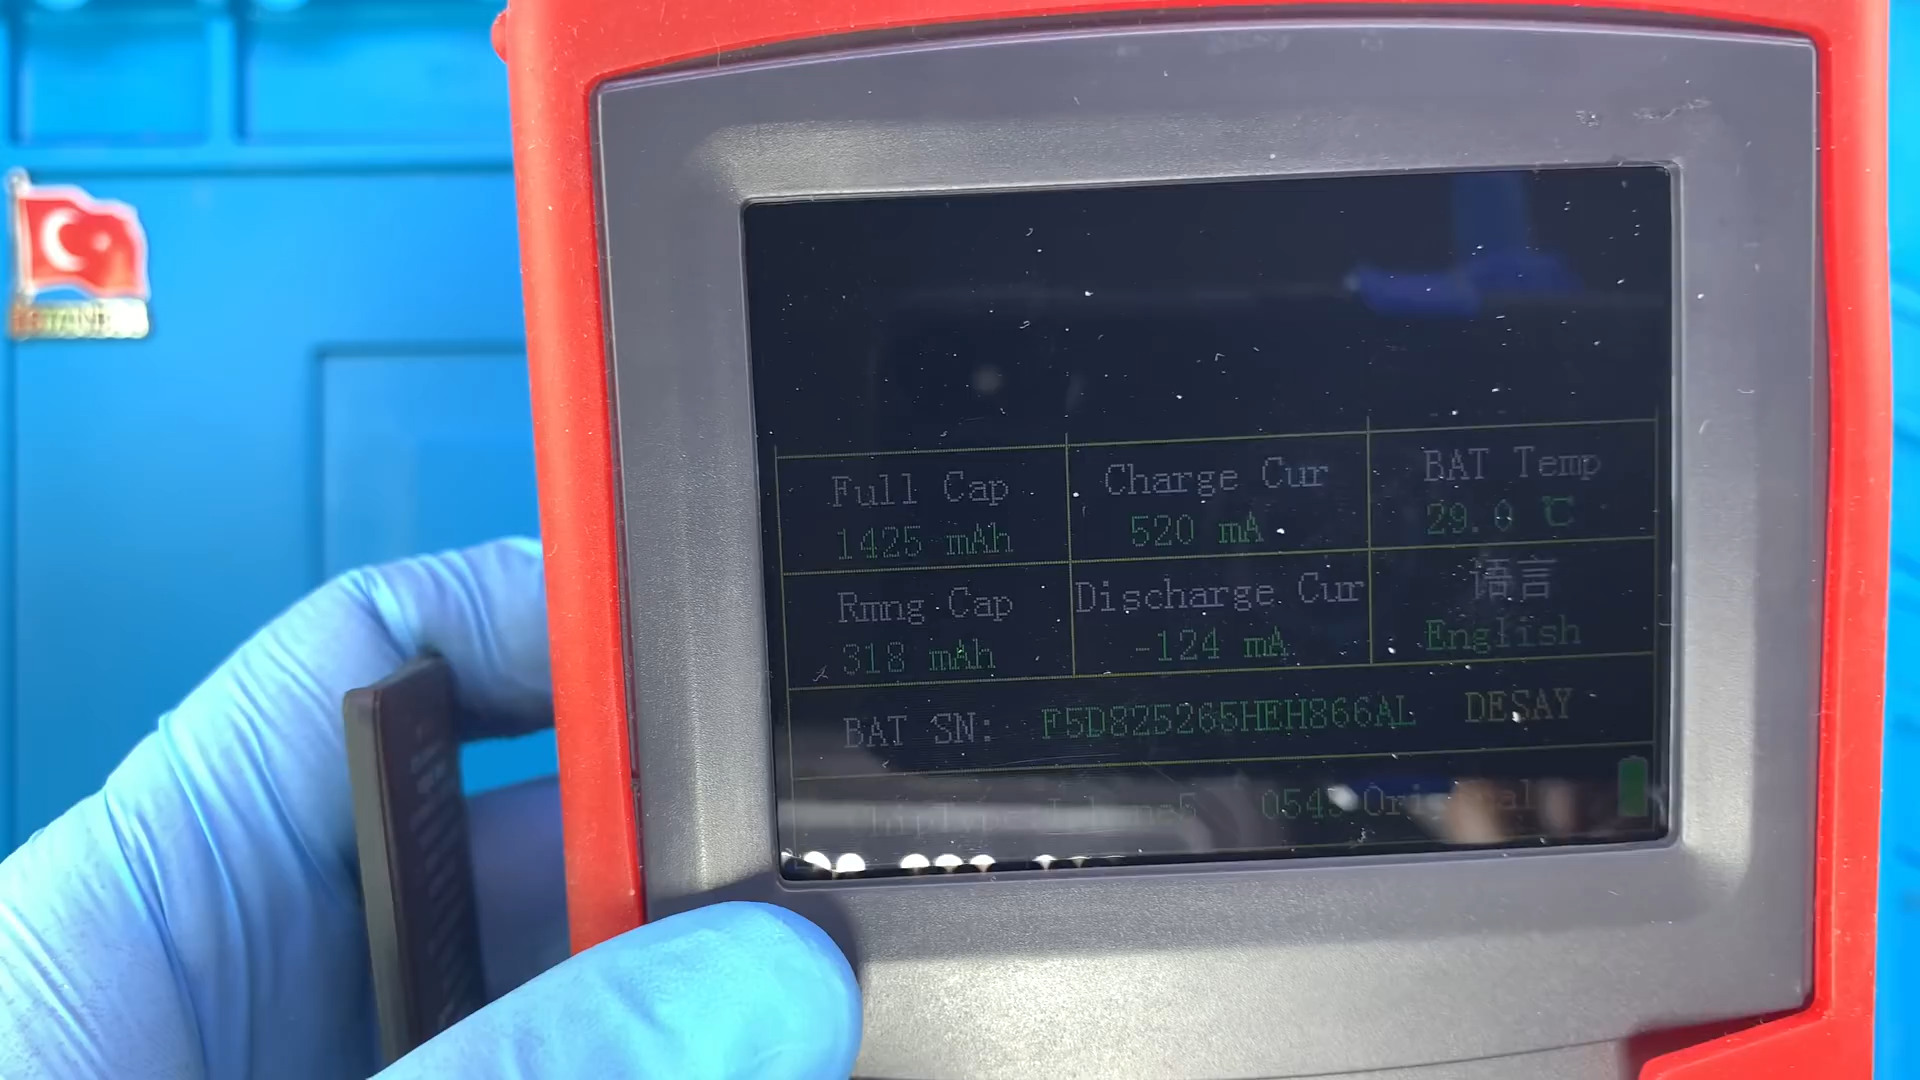 Full Cap
1425 mAh
Charge Cur
520 mA
BAT Temp
29.0 ℃
Rmng Cap
318 mAh
Discharge Cur
-124 mA
语言
English
BAT SN: F5D825265HEH866AL DESAY